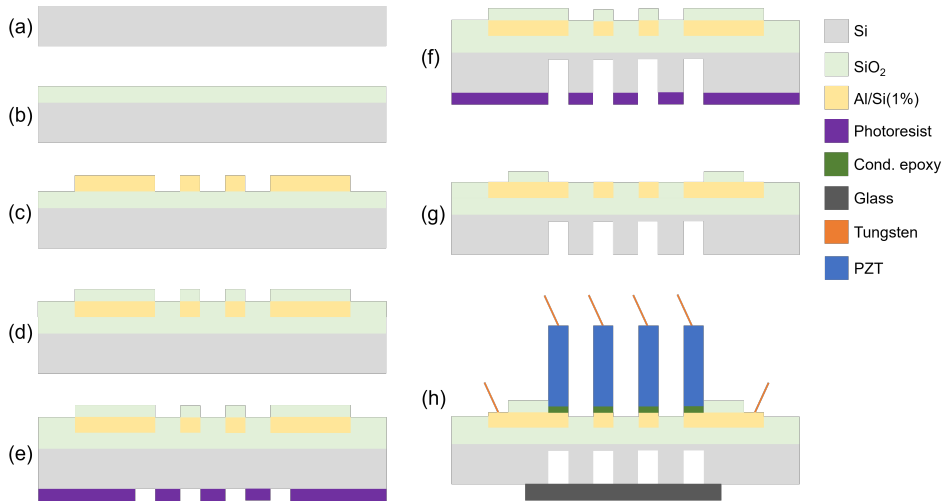 (a)
(b)
(c)
(d)
(e)
(f)
(g)
(h)
Si
SiO₂
Al/Si(1%)
Photoresist
Cond. epoxy
Glass
Tungsten
PZT